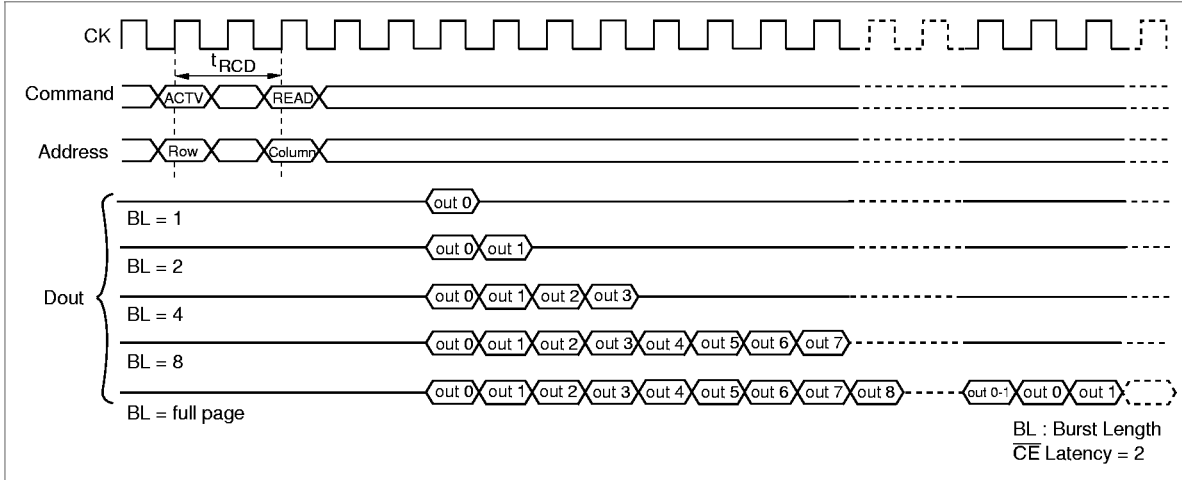 CK
tRCD
Command ACTV READ
Address Row Column
out 0
BL = 1
out 0 out 1
BL = 2
Dout
out 0 out 1 out 2 out 3
BL = 4
out 0 out 1 out 2 out 3 out 4 out 5 out 6 out 7
BL = 8
out 0 out 1 out 2 out 3 out 4 out 5 out 6 out 7 out 8 out 0-1 out 0 out 1
BL = full page
BL : Burst Length
C̅E̅ Latency = 2